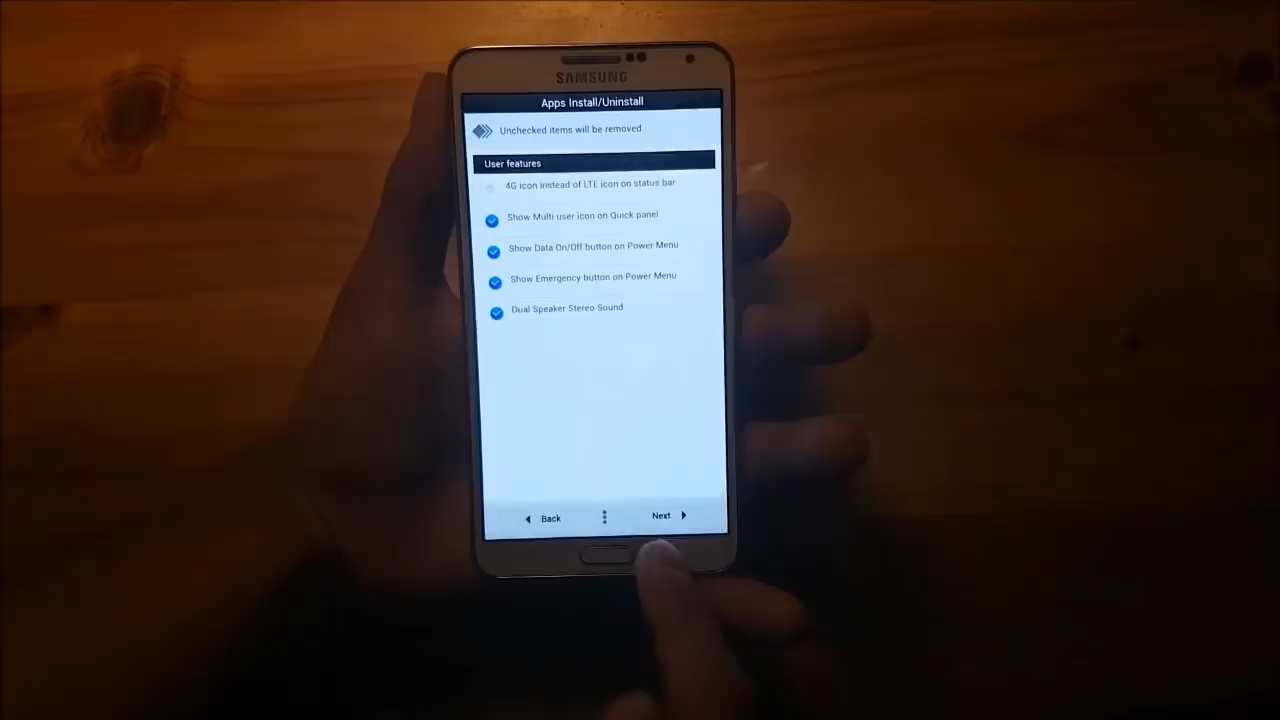 SAMSUNG
Apps Install/Uninstall
Unchecked items will be removed.
User features
4G icon instead of LTE icon on status bar
Show Multi user icon on Quick panel
Show Data On/Off button on Power Menu
Show Emergency button on Power Menu
Dual Speaker Stereo Sound
Back
Next